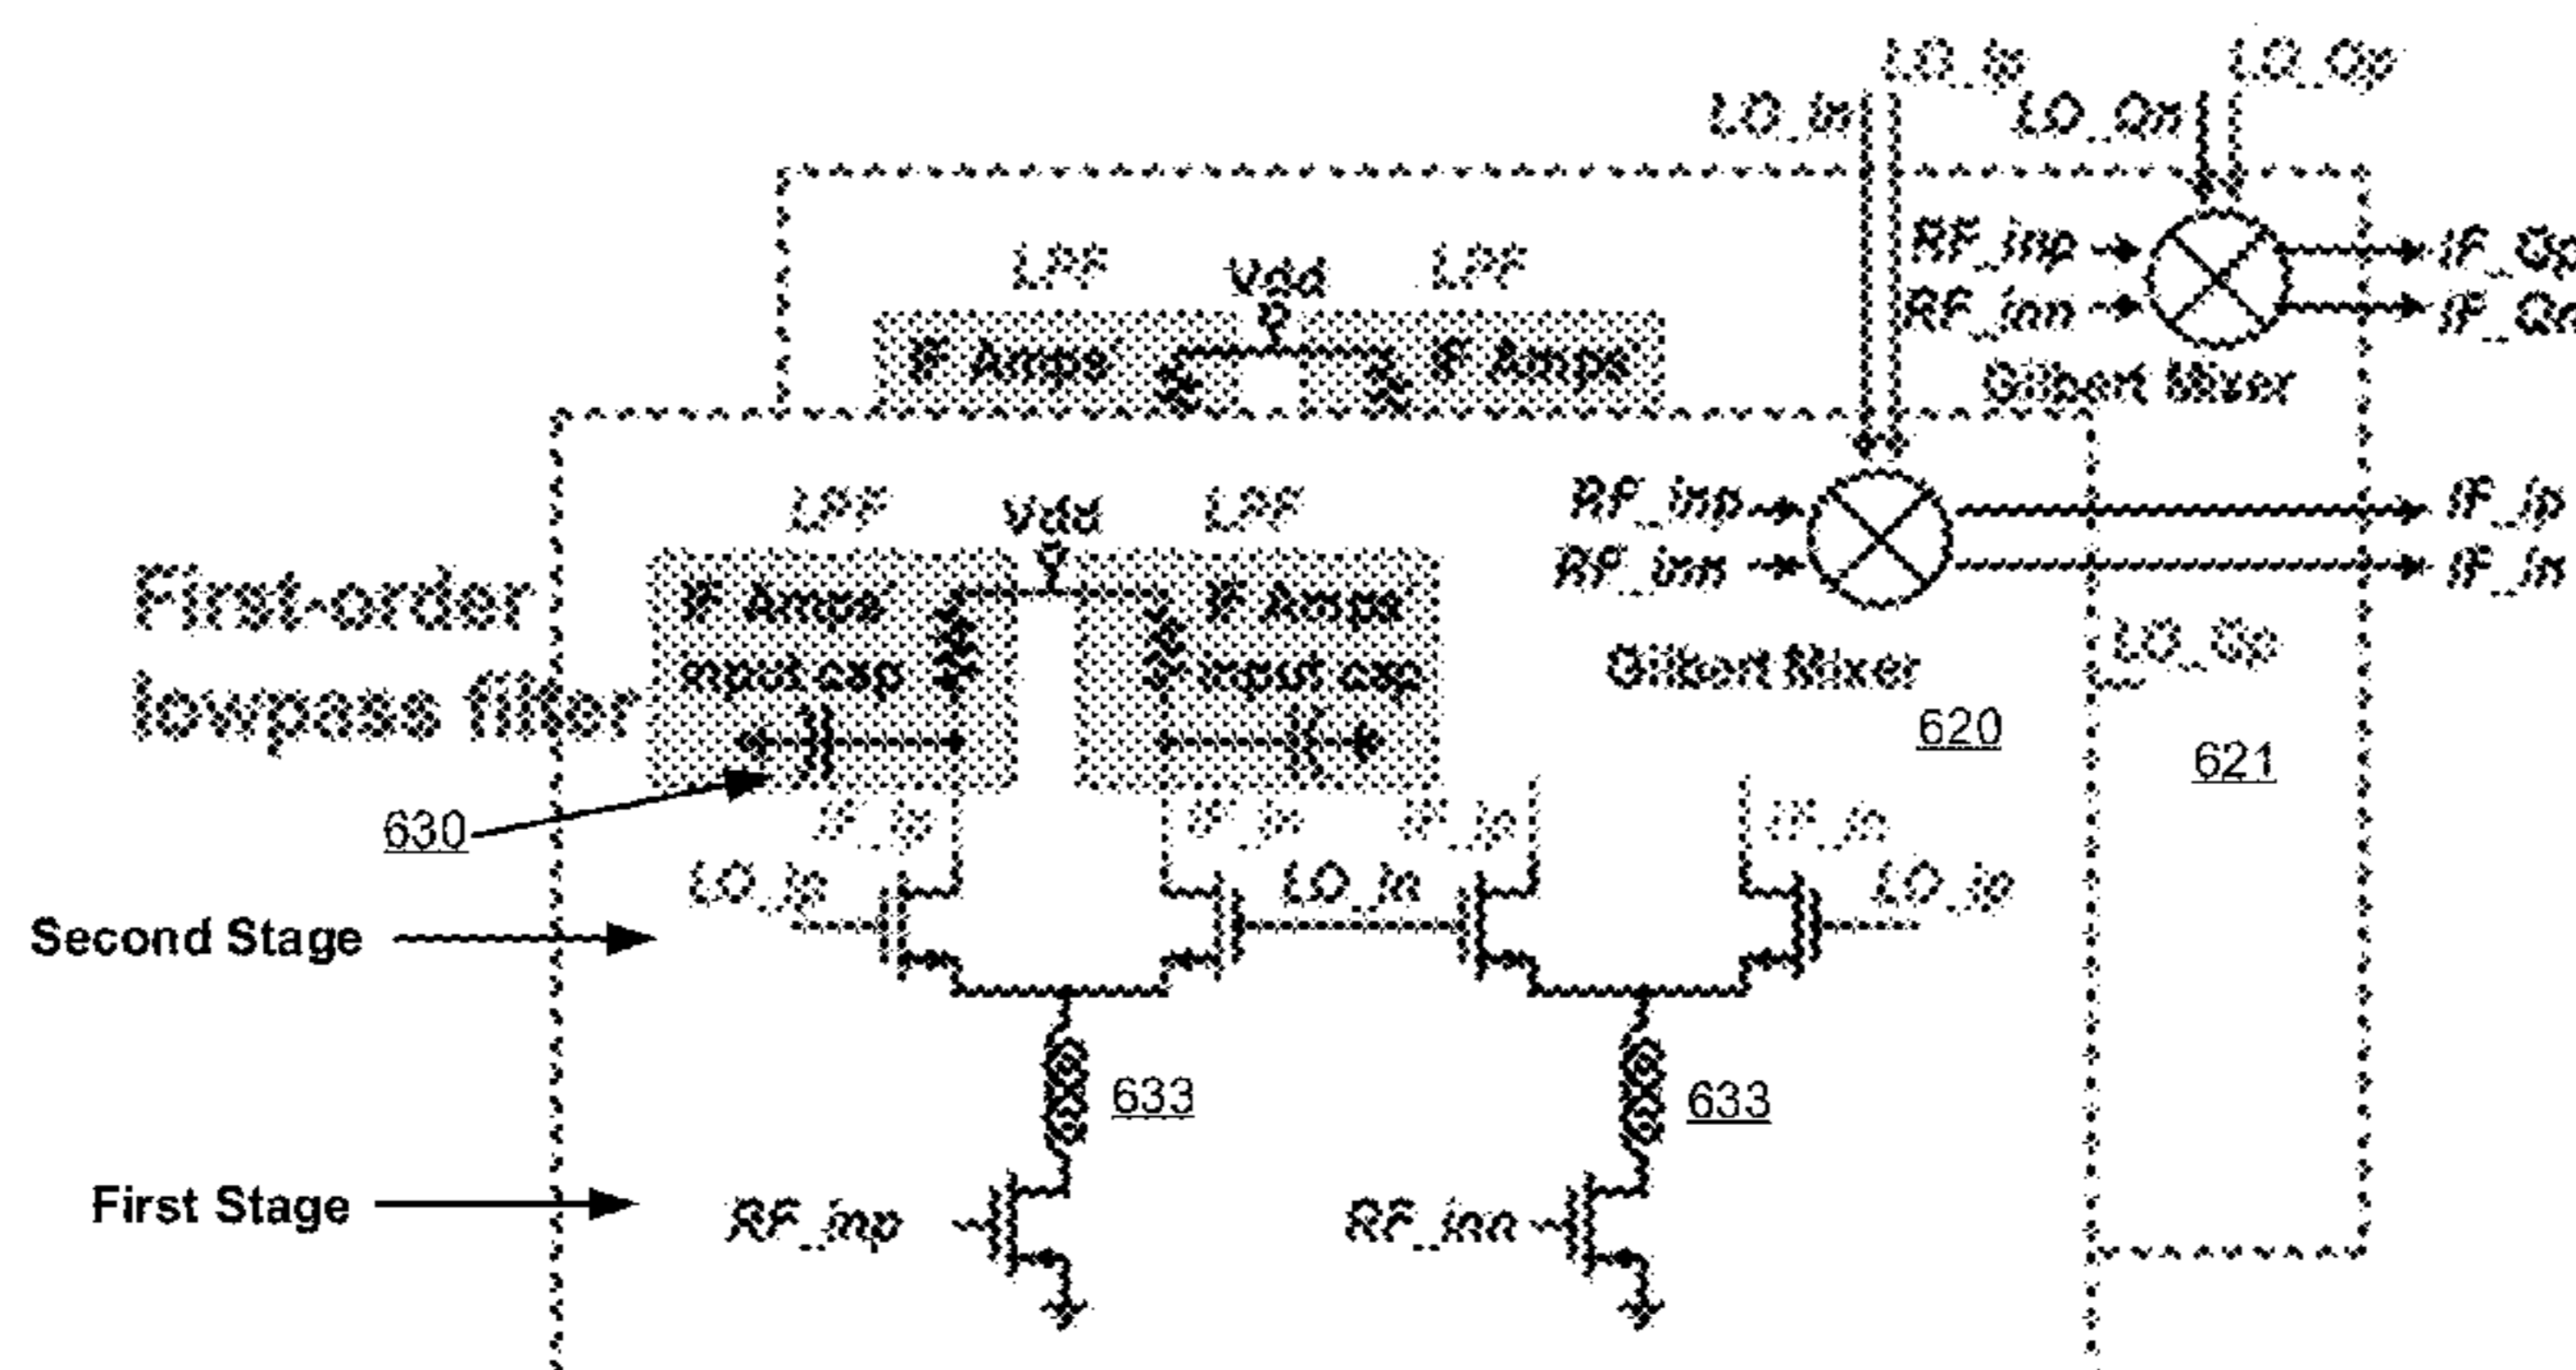 LO_Ip LO_Qp
LO_In LO_Qn
RF_inp IF_Qp
RF_inn IF_Qn
Gilbert Mixer
LPF Vdd LPF
IF Amps' IF Amps'
LPF Vdd LPF
RF_inp IF_Ip
RF_inn IF_In
First-order
lowpass filter
IF Amps' IF Amps'
input cap input cap
Gilbert Mixer
LO_Qp
620
621
630
IF_Ip IF_In IF_Ip IF_In
LO_Ip LO_In LO_Ip
Second Stage
633 633
First Stage
RF_inp RF_inn